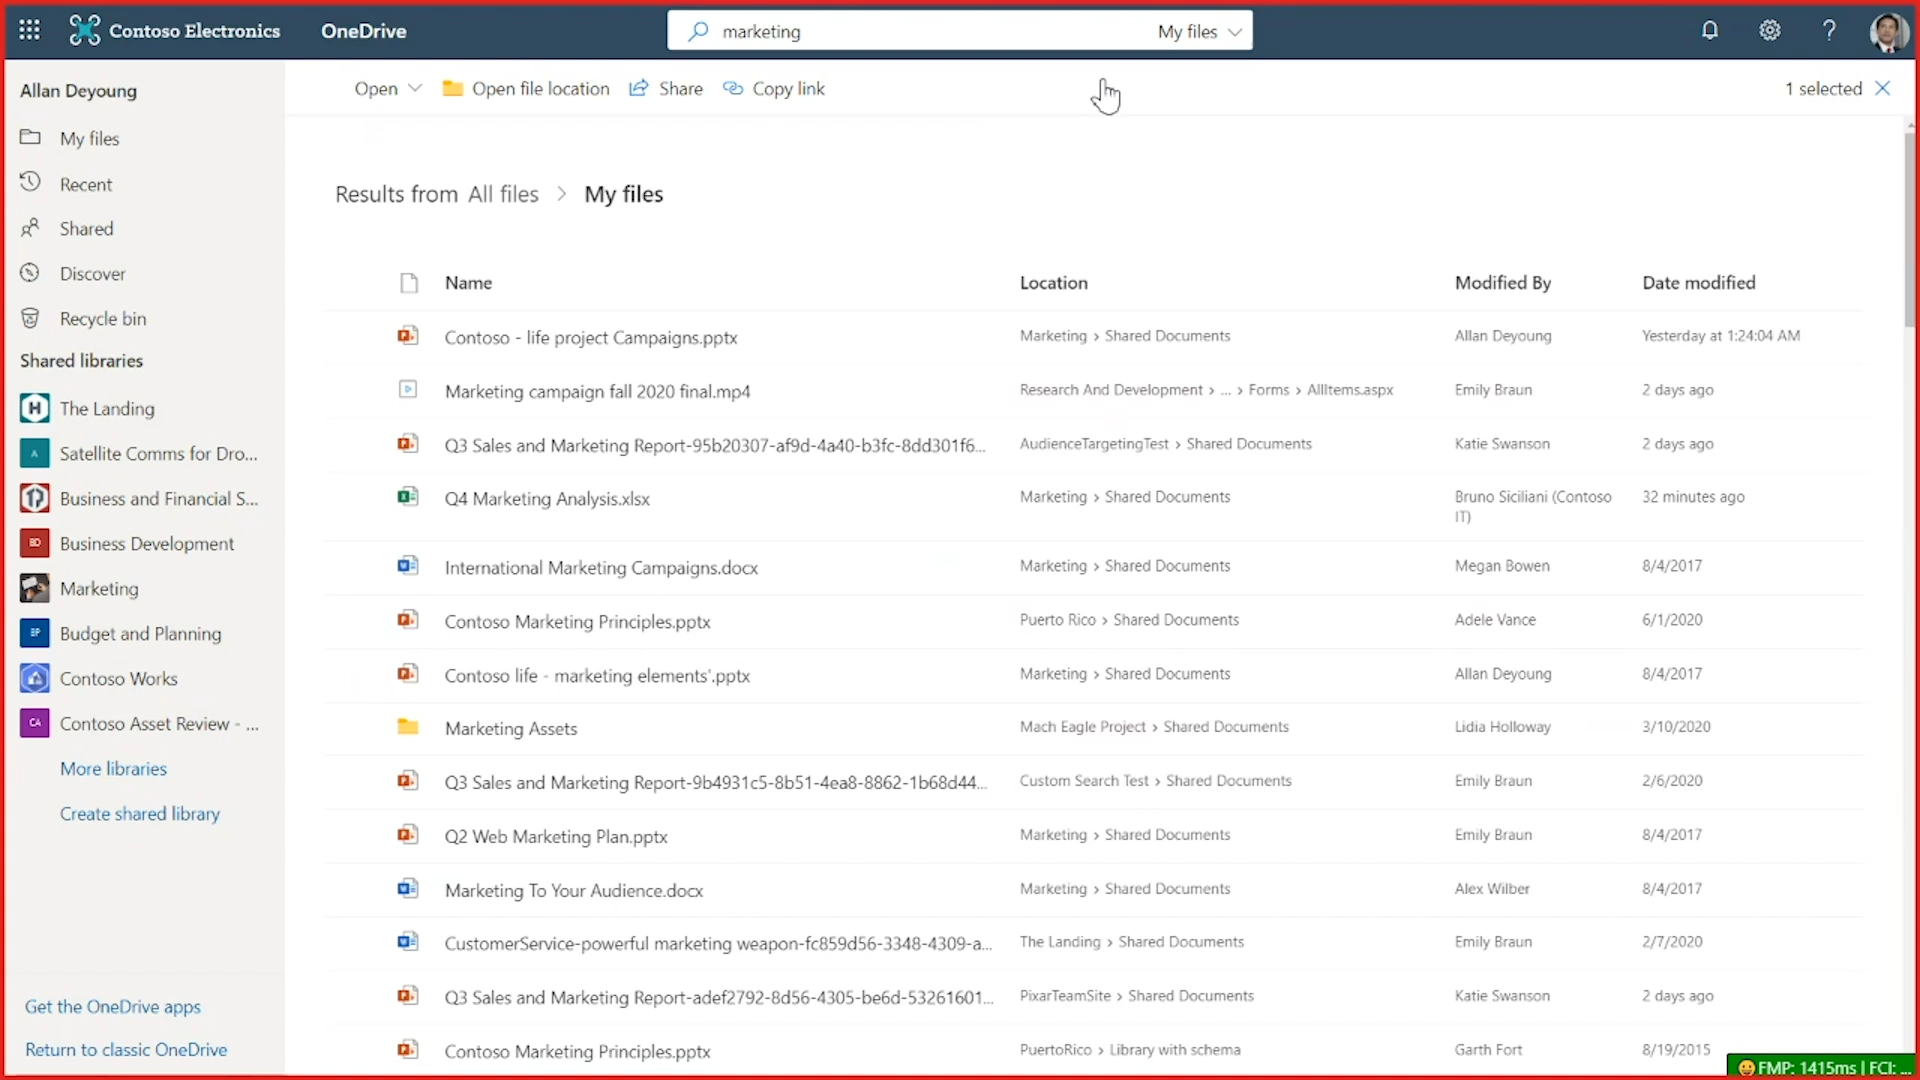 Contoso Electronics
OneDrive
marketing
My files
Allan Deyoung
My files
Recent
Shared
Discover
Recycle bin
Shared libraries
H
The Landing
A
Satellite Comms for Dro...
Business and Financial S...
BD
Business Development
Marketing
BP
Budget and Planning
Contoso Works
CA
Contoso Asset Review - ...
More libraries
Create shared library
Get the OneDrive apps
Return to classic OneDrive
Open
Open file location
Share
Copy link
1 selected
Results from All files > My files
Name Location Modified By Date modified
Contoso - life project Campaigns.pptx Marketing > Shared Documents Allan Deyoung Yesterday at 1:24:04 AM
Marketing campaign fall 2020 final.mp4 Research And Development > ... > Forms > AllItems.aspx Emily Braun 2 days ago
Q3 Sales and Marketing Report-95b20307-af9d-4a40-b3fc-8dd301f6... AudienceTargetingTest > Shared Documents Katie Swanson 2 days ago
Q4 Marketing Analysis.xlsx Marketing > Shared Documents Bruno Siciliani (Contoso 32 minutes ago
IT)
International Marketing Campaigns.docx Marketing > Shared Documents Megan Bowen 8/4/2017
Contoso Marketing Principles.pptx Puerto Rico > Shared Documents Adele Vance 6/1/2020
Contoso life - marketing elements'.pptx Marketing > Shared Documents Allan Deyoung 8/4/2017
Marketing Assets Mach Eagle Project > Shared Documents Lidia Holloway 3/10/2020
Q3 Sales and Marketing Report-9b4931c5-8b51-4ea8-8862-1b68d44... Custom Search Test > Shared Documents Emily Braun 2/6/2020
Q2 Web Marketing Plan.pptx Marketing > Shared Documents Emily Braun 8/4/2017
Marketing To Your Audience.docx Marketing > Shared Documents Alex Wilber 8/4/2017
CustomerService-powerful marketing weapon-fc859d56-3348-4309-a... The Landing > Shared Documents Emily Braun 2/7/2020
Q3 Sales and Marketing Report-adef2792-8d56-4305-be6d-53261601... PixarTeamSite > Shared Documents Katie Swanson 2 days ago
Contoso Marketing Principles.pptx PuertoRico > Library with schema Garth Fort 8/19/2015
FMP: 1415ms | FCI: ...